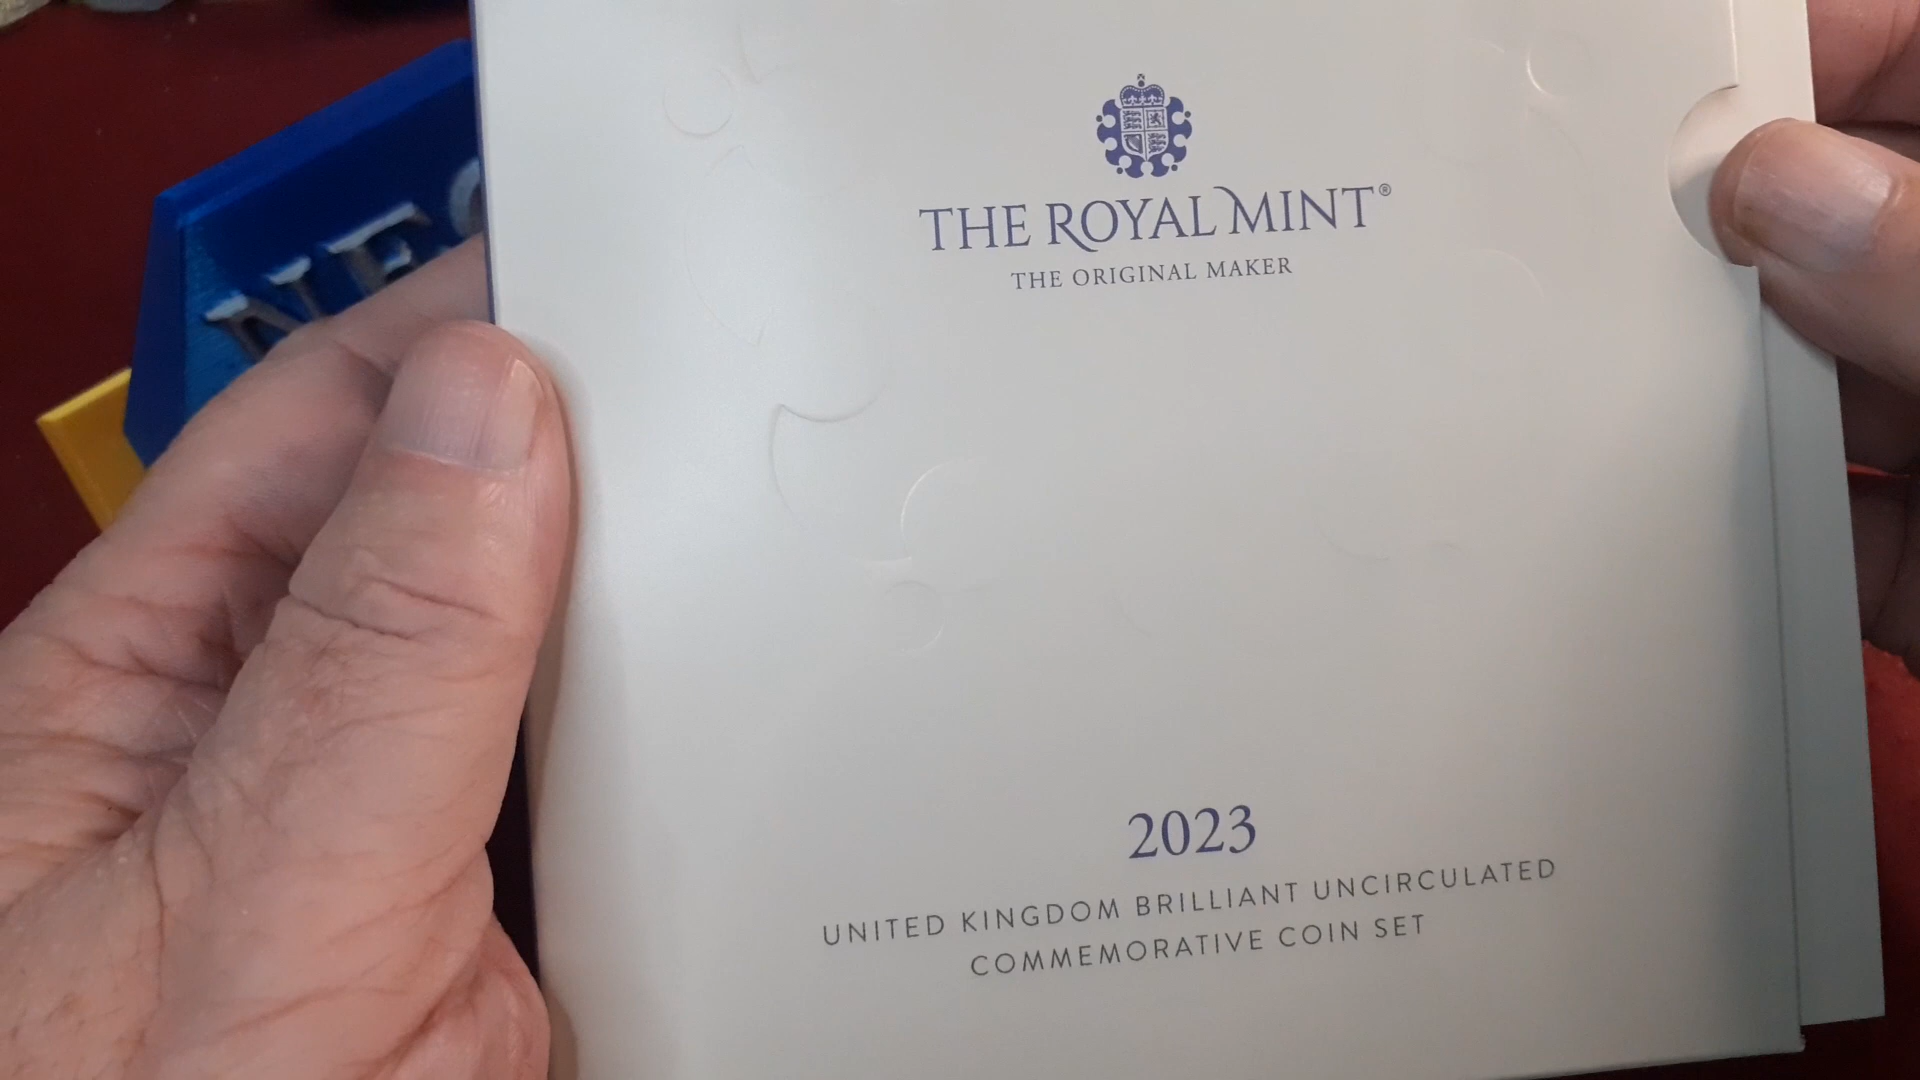 THE ROYAL MINT®
THE ORIGINAL MAKER
2023
UNITED KINGDOM BRILLIANT UNCIRCULATED
COMMEMORATIVE COIN SET